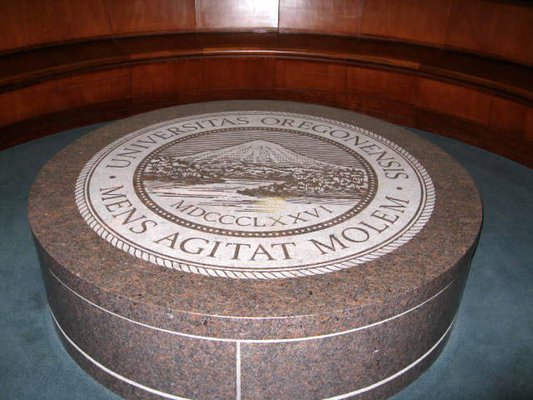 UNIVERSITAS OREGONENSIS
MDCCCLXXVI
MENS AGITAT MOLEM